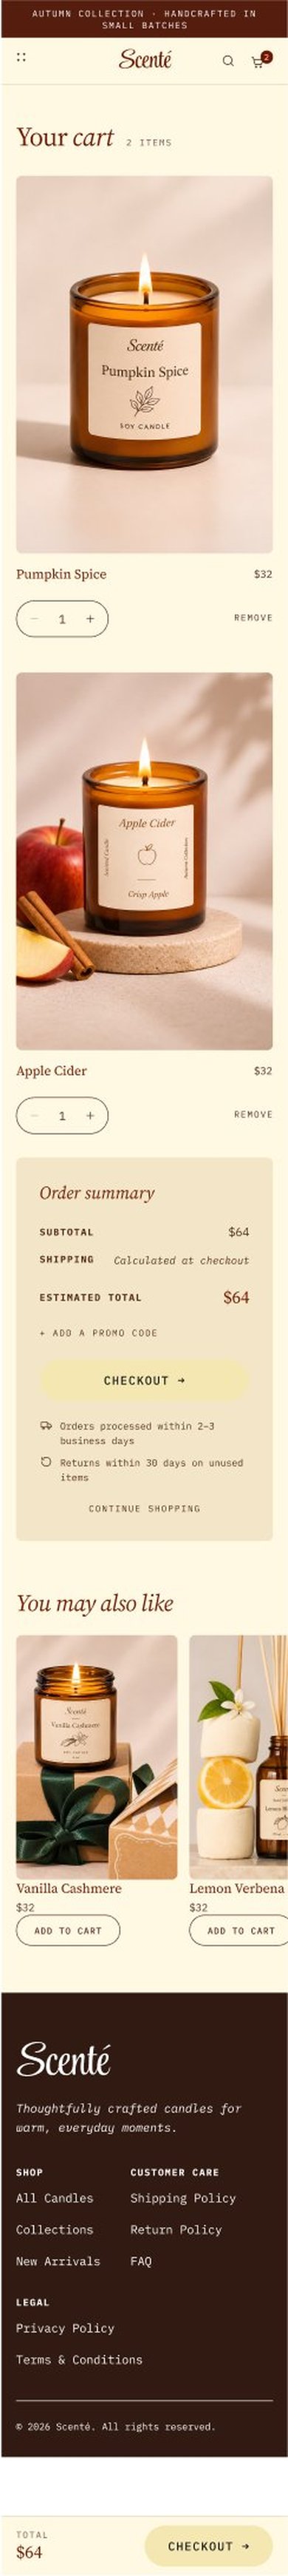 AUTUMN COLLECTION · HANDCRAFTED IN
SMALL BATCHES
Scenté
2
Your cart 2 ITEMS
Scenté
Pumpkin Spice
SOY CANDLE
Pumpkin Spice $32
− 1 + REMOVE
Apple Cider
Scented Candle
Autumn Collection
Crisp Apple
Apple Cider $32
− 1 + REMOVE
Order summary
SUBTOTAL $64
SHIPPING Calculated at checkout
ESTIMATED TOTAL $64
+ ADD A PROMO CODE
CHECKOUT →
Orders processed within 2–3
business days
Returns within 30 days on unused
items
CONTINUE SHOPPING
You may also like
Scenté
Vanilla Cashmere
Vanilla Cashmere
$32
ADD TO CART
Lemon Verbena
$32
ADD TO CART
Scenté
Thoughtfully crafted candles for
warm, everyday moments.
SHOP CUSTOMER CARE
All Candles Shipping Policy
Collections Return Policy
New Arrivals FAQ
LEGAL
Privacy Policy
Terms & Conditions
© 2026 Scenté. All rights reserved.
TOTAL
$64
CHECKOUT →